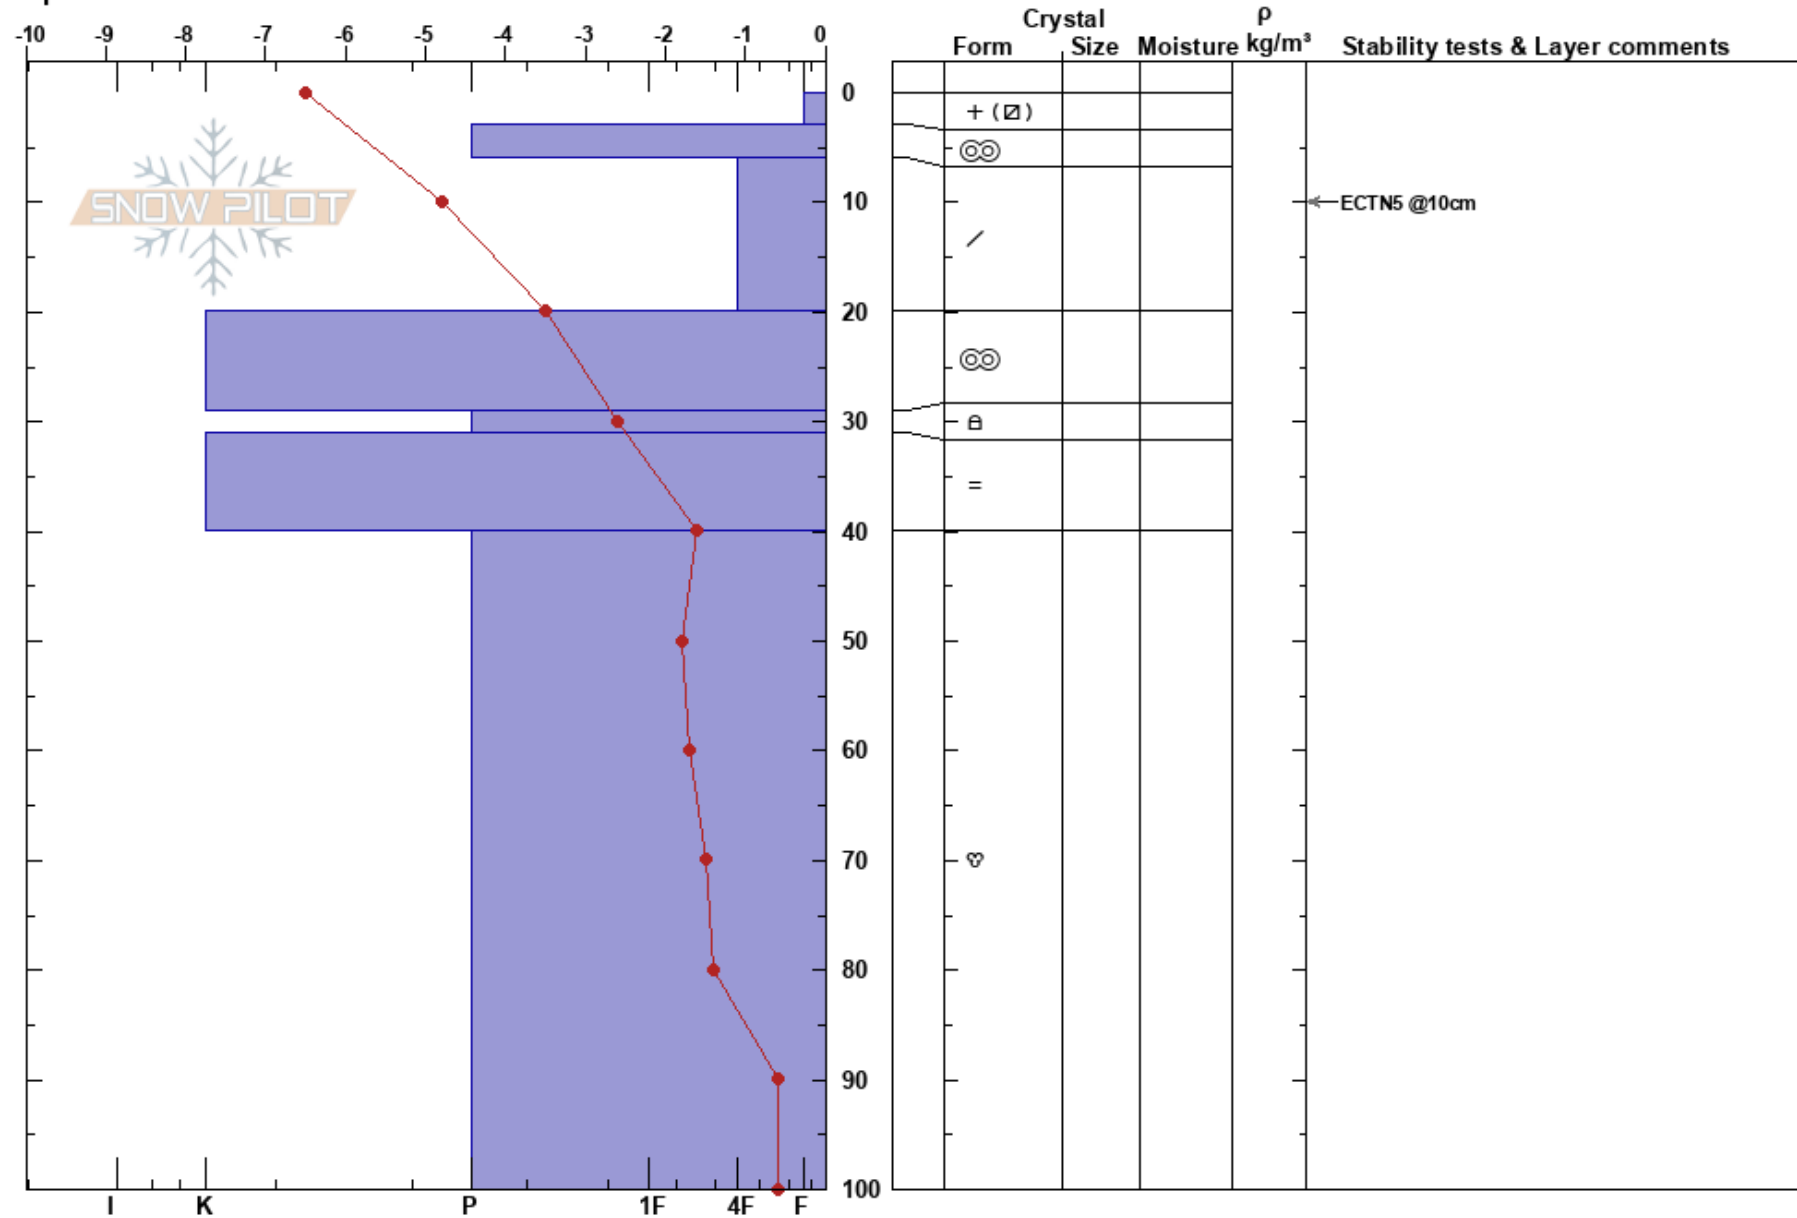 -10 -9 -8 -7 -6 -5 -4 -3 -2 -1 0
Crystal
ρ
Form Size Moisture kg/m³ Stability tests & Layer comments
0
+ (⧄)
SNOW PILOT
10
ECTN5 @10cm
/
20
30
=
40
50
60
70
80
90
100
I K P 1F 4F F